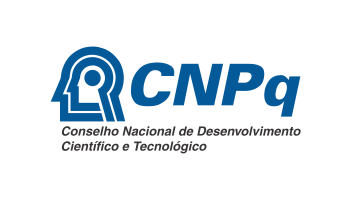 CNPq
Conselho Nacional de Desenvolvimento
Científico e Tecnológico